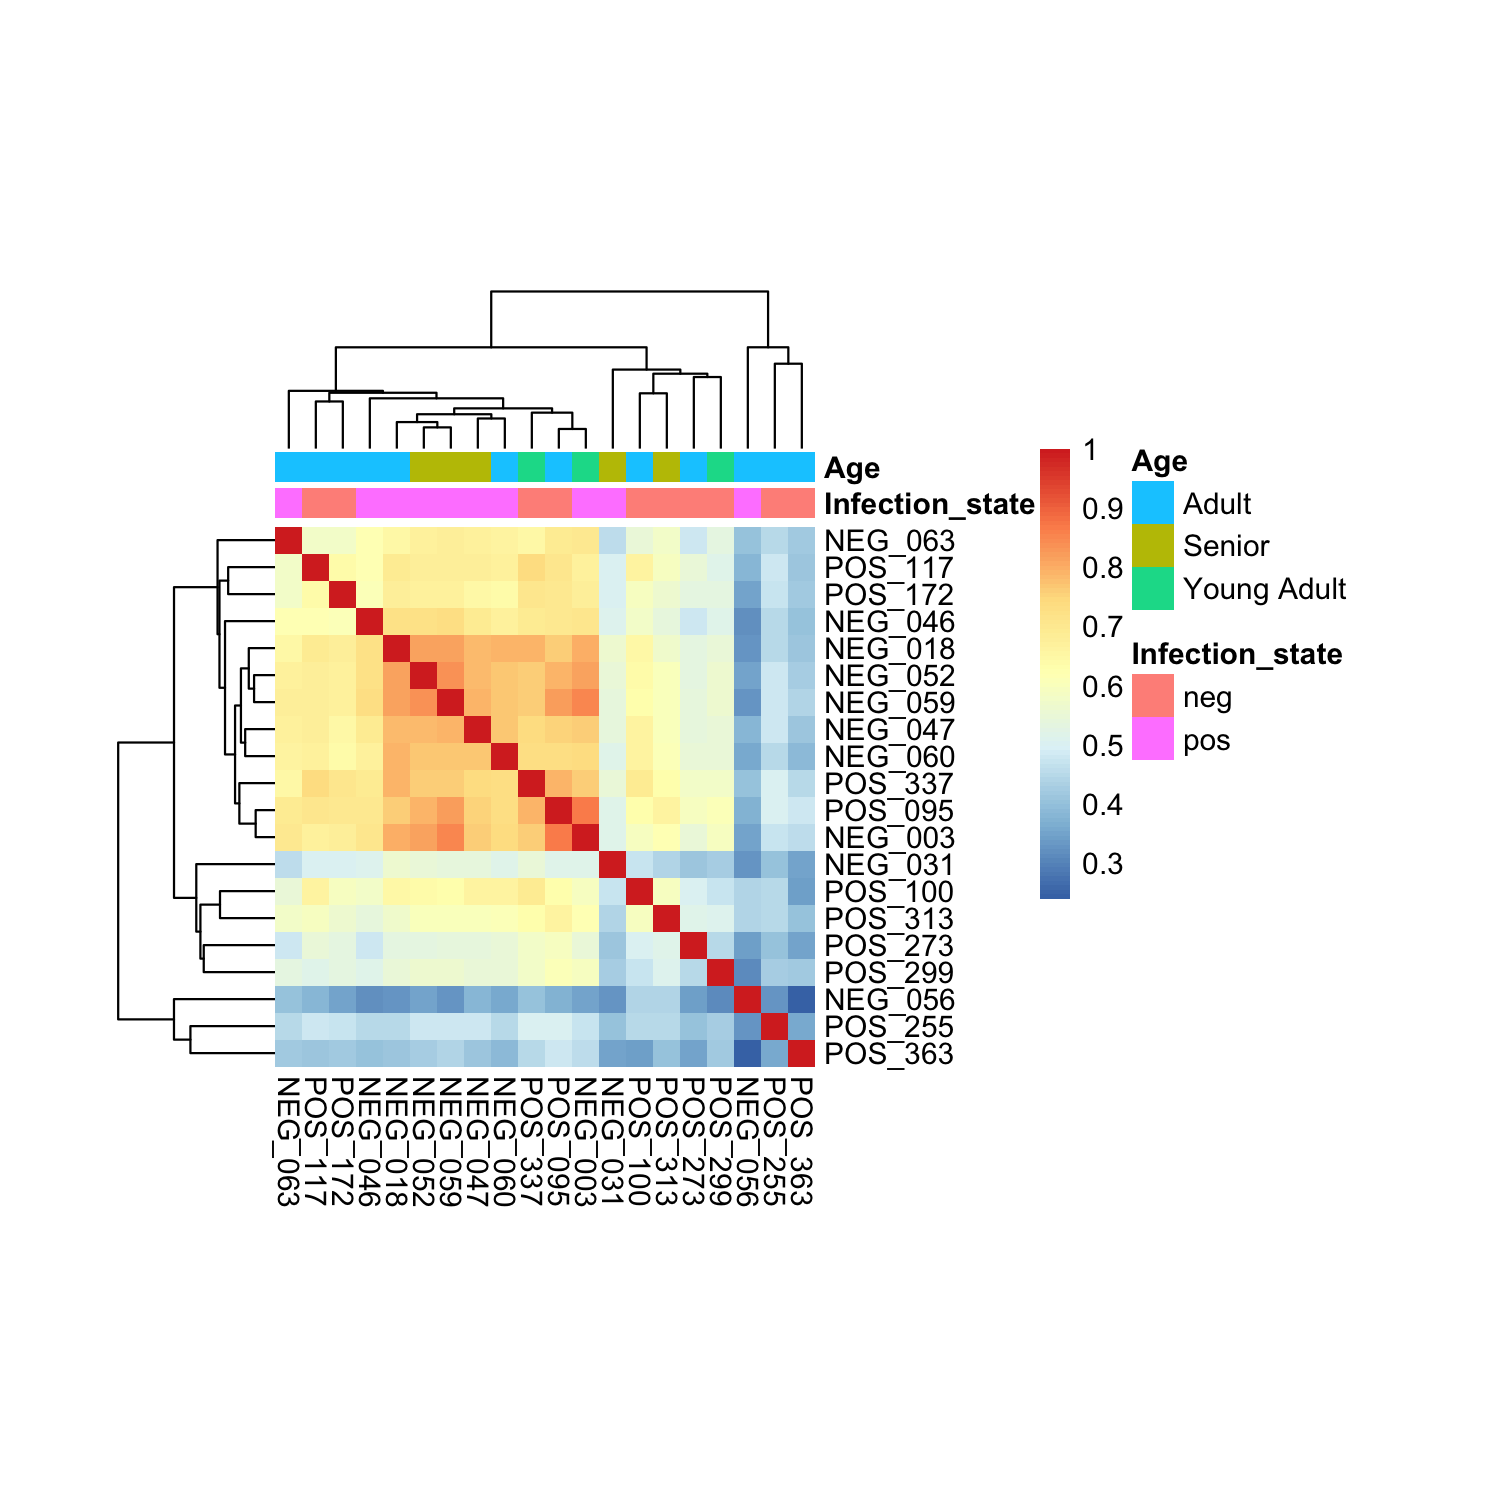 Age
Infection_state
NEG_063
POS_117
POS_172
NEG_046
NEG_018
NEG_052
NEG_059
NEG_047
NEG_060
POS_337
POS_095
NEG_003
NEG_031
POS_100
POS_313
POS_273
POS_299
NEG_056
POS_255
POS_363
NEG_063
POS_117
POS_172
NEG_046
NEG_018
NEG_052
NEG_059
NEG_047
NEG_060
POS_337
POS_095
NEG_003
NEG_031
POS_100
POS_313
POS_273
POS_299
NEG_056
POS_255
POS_363
1
0.9
0.8
0.7
0.6
0.5
0.4
0.3
Age
Adult
Senior
Young Adult
Infection_state
neg
pos